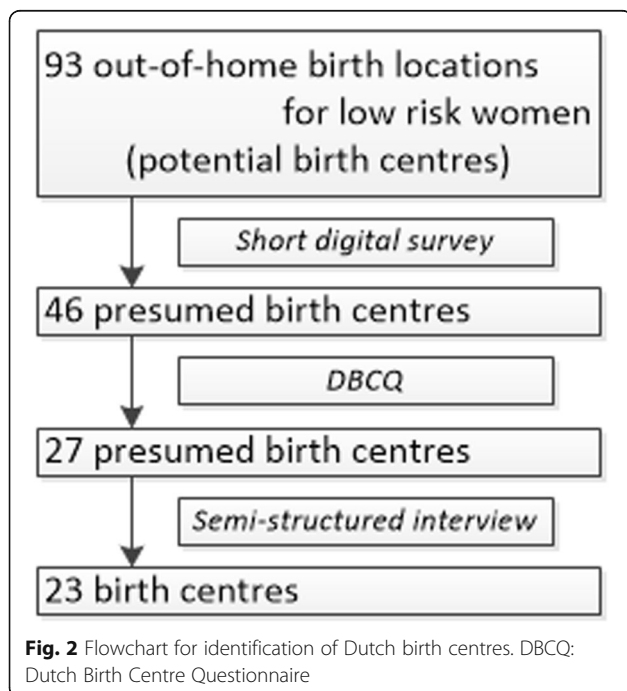 93 out-of-home birth locations
for low risk women
(potential birth centres)
Short digital survey
46 presumed birth centres
DBCQ
27 presumed birth centres
Semi-structured interview
23 birth centres
Fig. 2 Flowchart for identification of Dutch birth centres. DBCQ:
Dutch Birth Centre Questionnaire